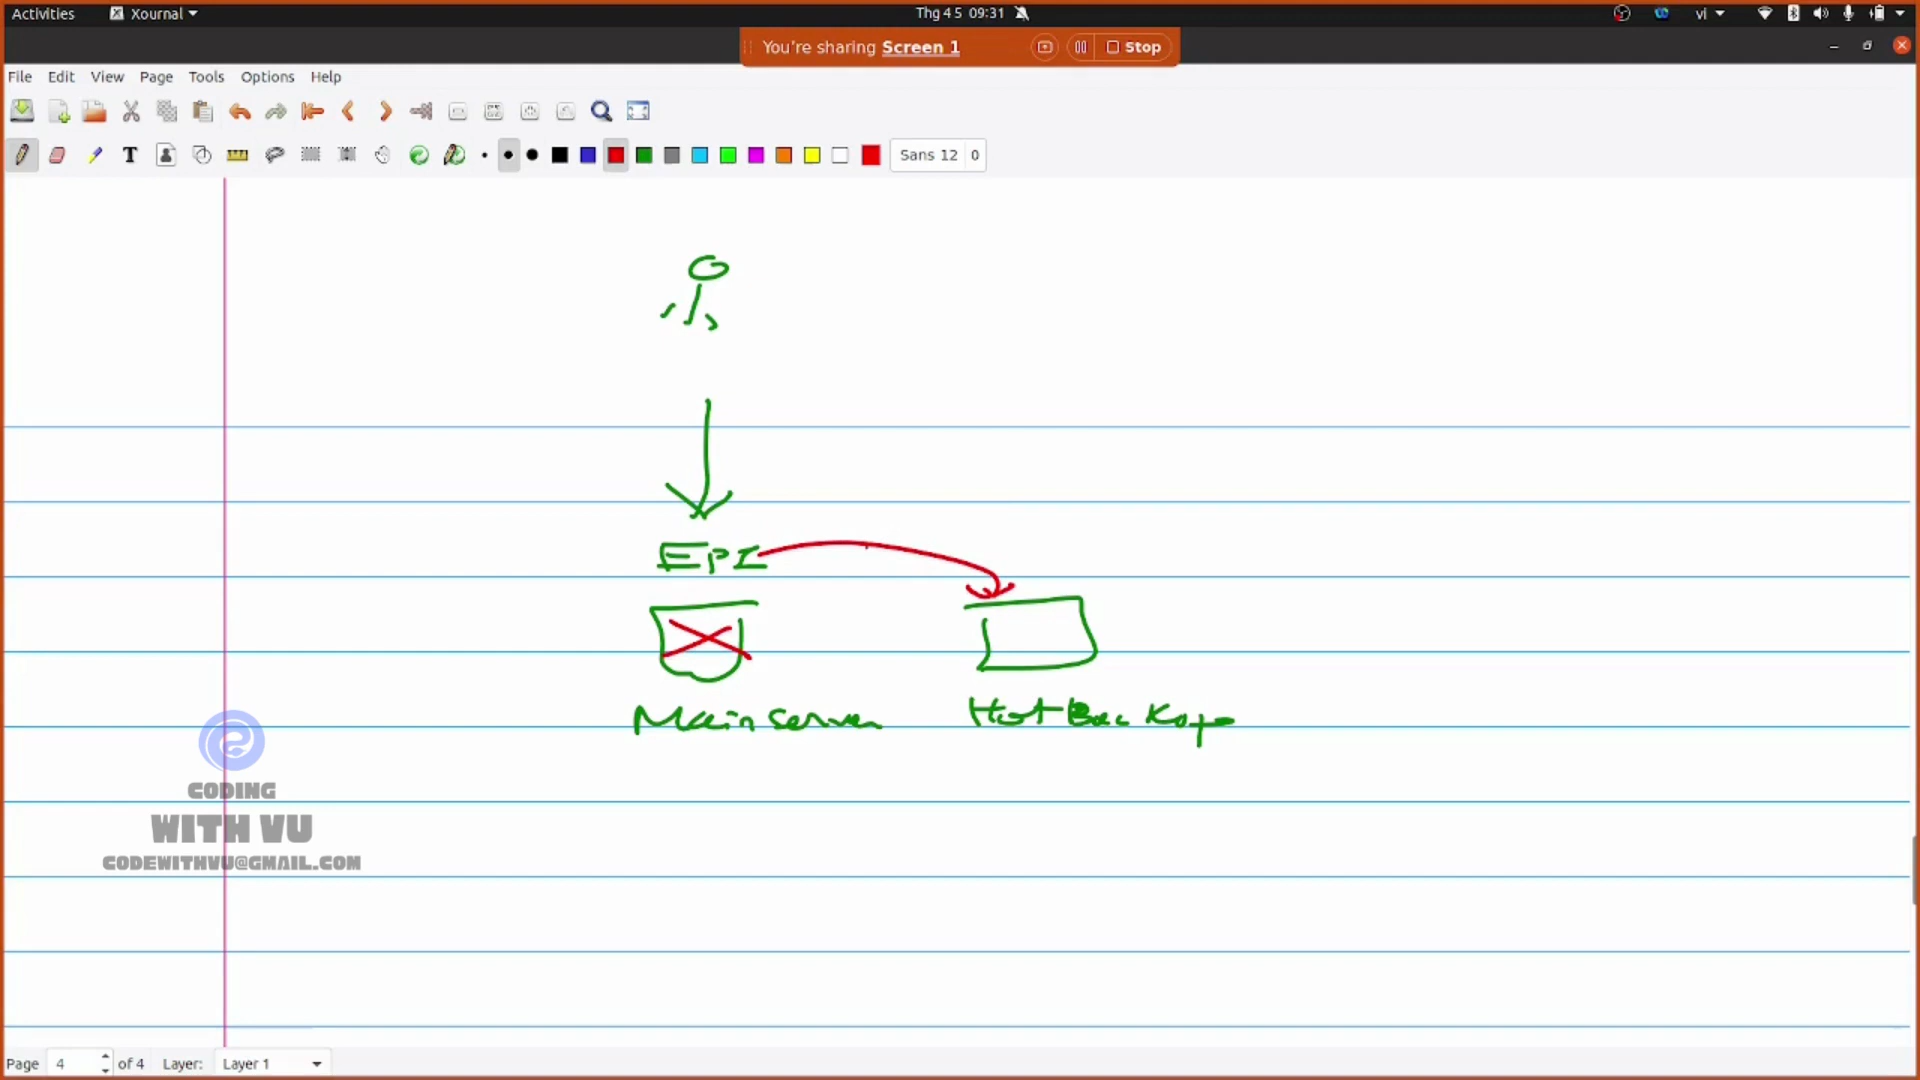 Activities Xournal Thg 4 5 09:31 vi
You're sharing Screen 1 Stop
File Edit View Page Tools Options Help
Sans 12 0
EPI
Main server Hot Backup
CODING
WITH VU
CODEWITHVU@GMAIL.COM
Page 4 of 4 Layer: Layer 1